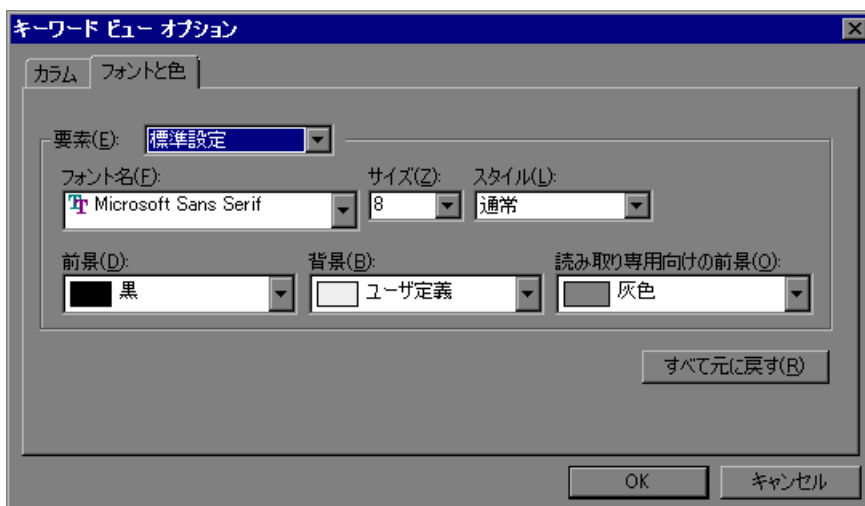 キーワード ビュー オプション
カラム フォントと色
要素(E): 標準設定
フォント名(F): サイズ(Z): スタイル(L):
Microsoft Sans Serif 8 通常
前景(D): 背景(B): 読み取り専用向けの前景(O):
黒 ユーザ定義 灰色
すべて元に戻す(R)
OK キャンセル